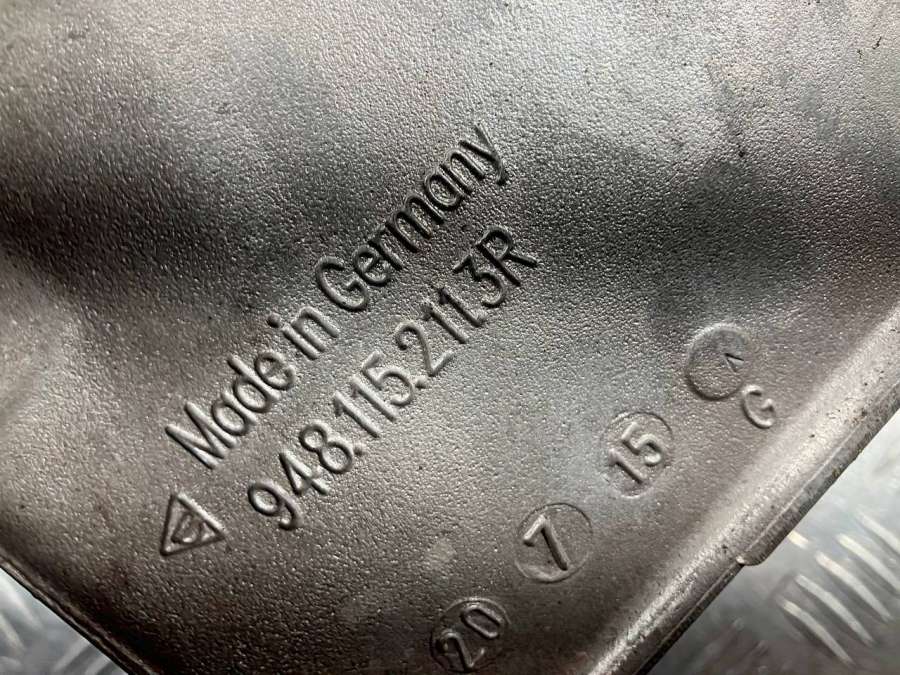 Made in Germany
948.115.211.3R
20 7 15
G